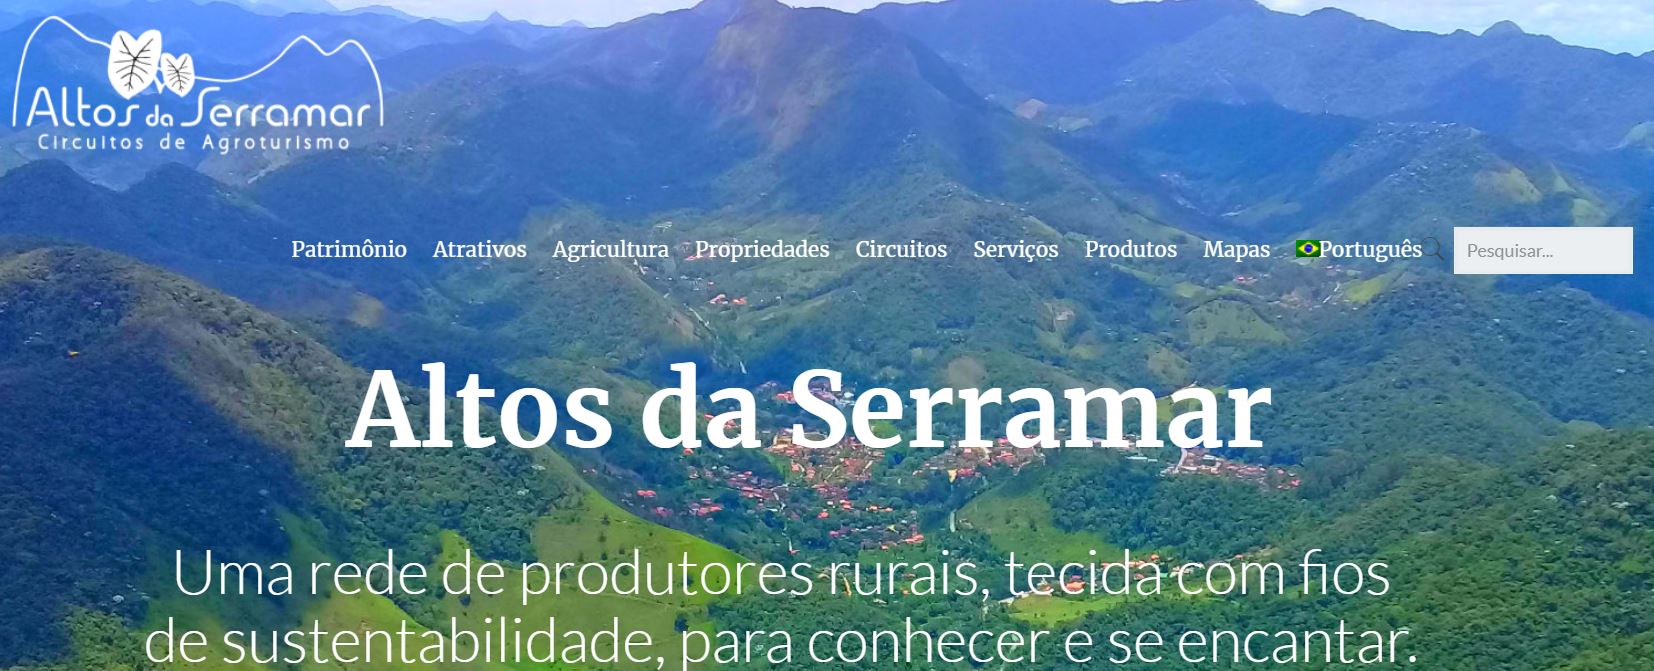 Altos da Serramar
Circuitos de Agroturismo
Patrimônio Atrativos Agricultura Propriedades Circuitos Serviços Produtos Mapas Português Pesquisar...
Altos da Serramar
Uma rede de produtores rurais, tecida com fios
de sustentabilidade, para conhecer e se encantar.